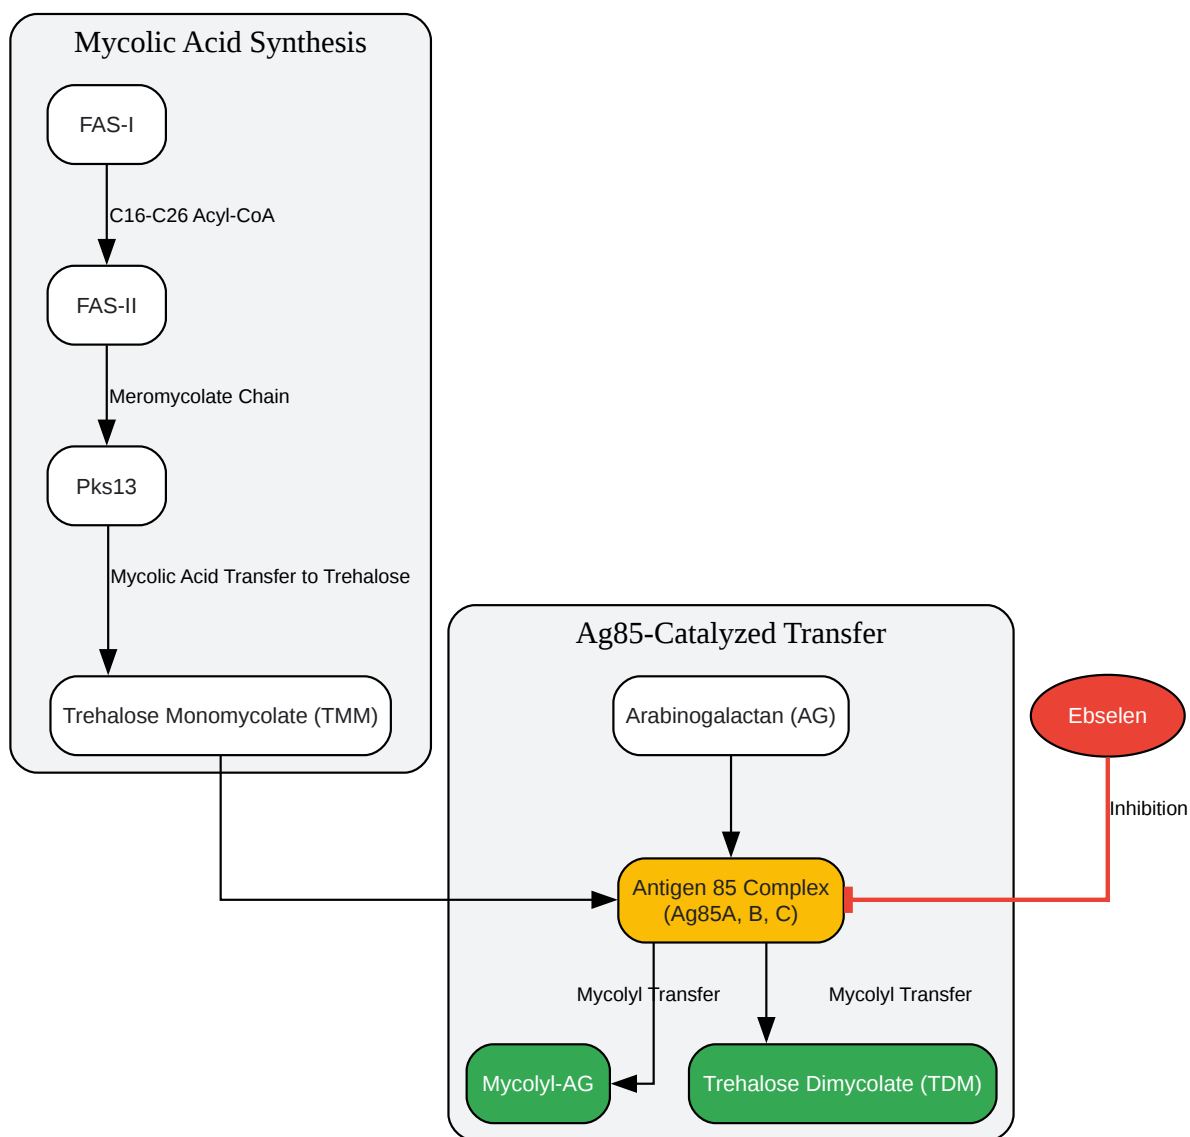 Mycolic Acid Synthesis
FAS-I
C16-C26 Acyl-CoA
FAS-II
Meromycolate Chain
Pks13
Mycolic Acid Transfer to Trehalose
Trehalose Monomycolate (TMM)
Ag85-Catalyzed Transfer
Arabinogalactan (AG)
Ebselen
Inhibition
Antigen 85 Complex
(Ag85A, B, C)
Mycolyl Transfer
Mycolyl Transfer
Mycolyl-AG
Trehalose Dimycolate (TDM)